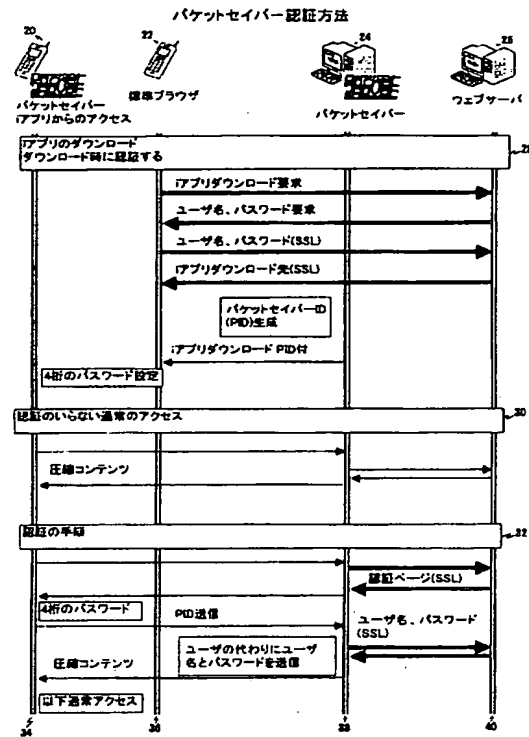 パケットセイバー認証方法
20
22
24
26
パケットセイバー
iアプリからのアクセス
標準ブラウザ
パケットセイバー
ウェブサーバ
iアプリのダウンロード
ダウンロード時に認証する
iアプリダウンロード要求
ユーザ名、パスワード要求
ユーザ名、パスワード(SSL)
iアプリダウンロード先(SSL)
パケットセイバーID
(PID)生成
iアプリダウンロード PID付
4桁のパスワード設定
認証のいらない通常のアクセス
30
圧縮コンテンツ
認証の手順
32
認証ページ(SSL)
4桁のパスワード
PID送信
ユーザ名、パスワード
(SSL)
ユーザの代わりにユーザ
名とパスワードを送信
圧縮コンテンツ
以下通常アクセス
34
38
40